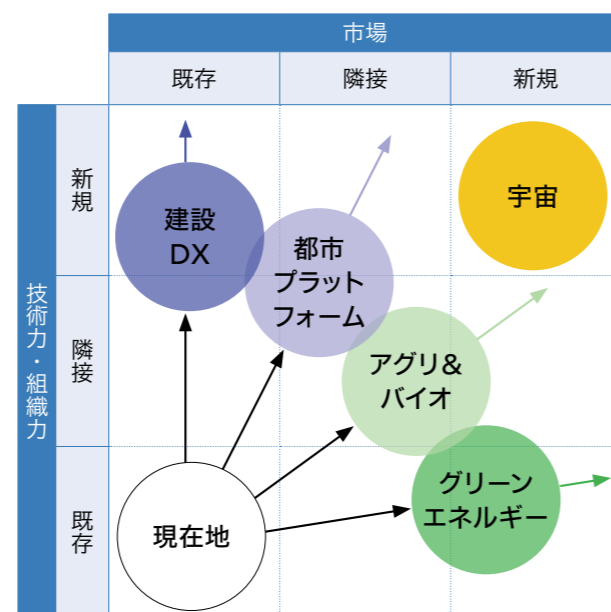 市場
既存
隣接
新規
技術力・組織力
新規
隣接
既存
建設
DX
都市
プラット
フォーム
宇宙
アグリ&
バイオ
グリーン
エネルギー
現在地